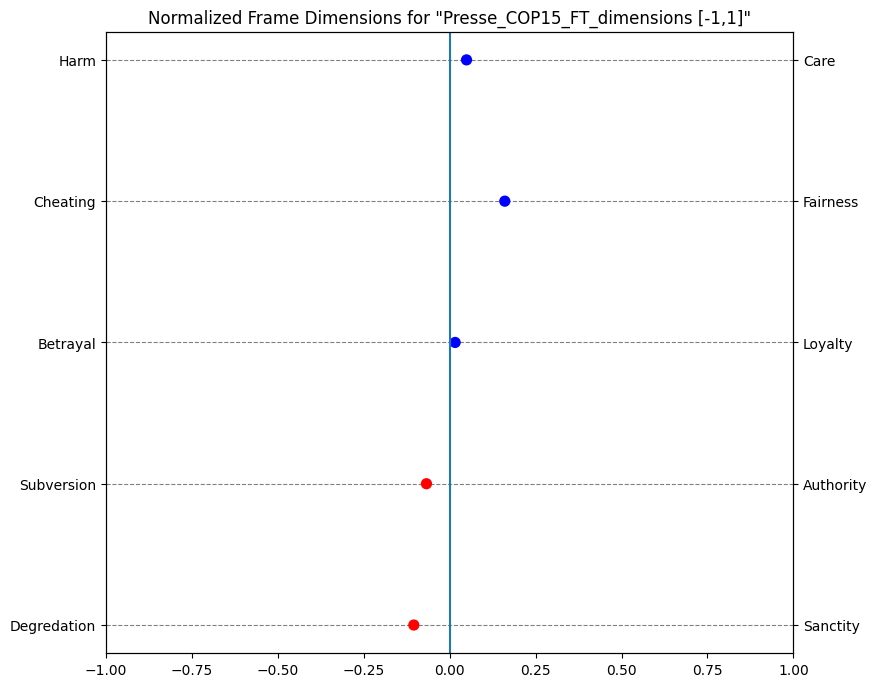 Normalized Frame Dimensions for "Presse_COP15_FT_dimensions [-1,1]"
Harm Care
Cheating Fairness
Betrayal Loyalty
Subversion Authority
Degredation Sanctity
−1.00 −0.75 −0.50 −0.25 0.00 0.25 0.50 0.75 1.00